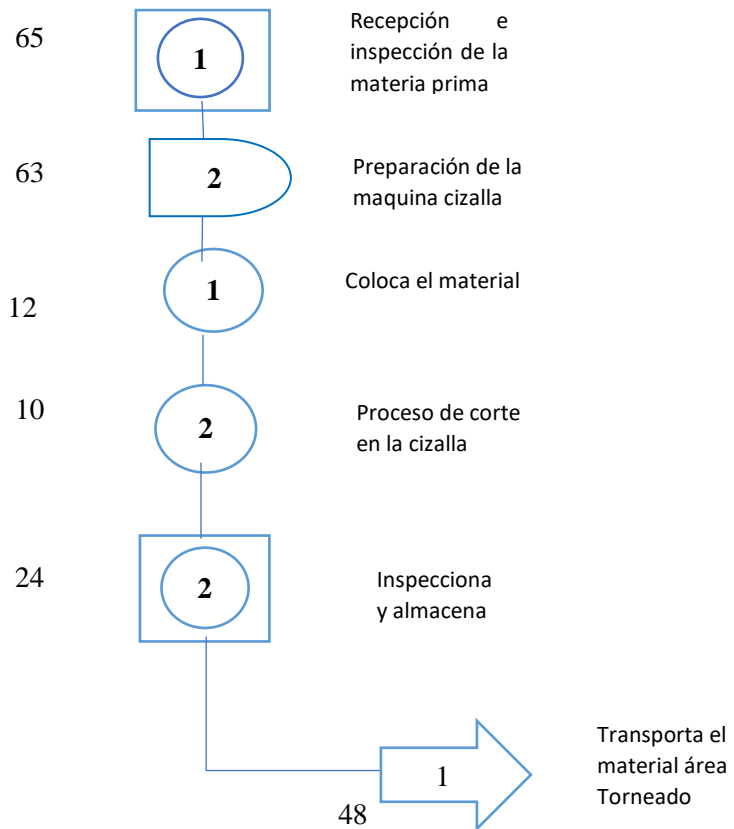 65
1
Recepción e
inspección de la
materia prima
63
2
Preparación de la
maquina cizalla
12
1
Coloca el material
10
2
Proceso de corte
en la cizalla
24
2
Inspecciona
y almacena
48
1
Transporta el
material área
Torneado